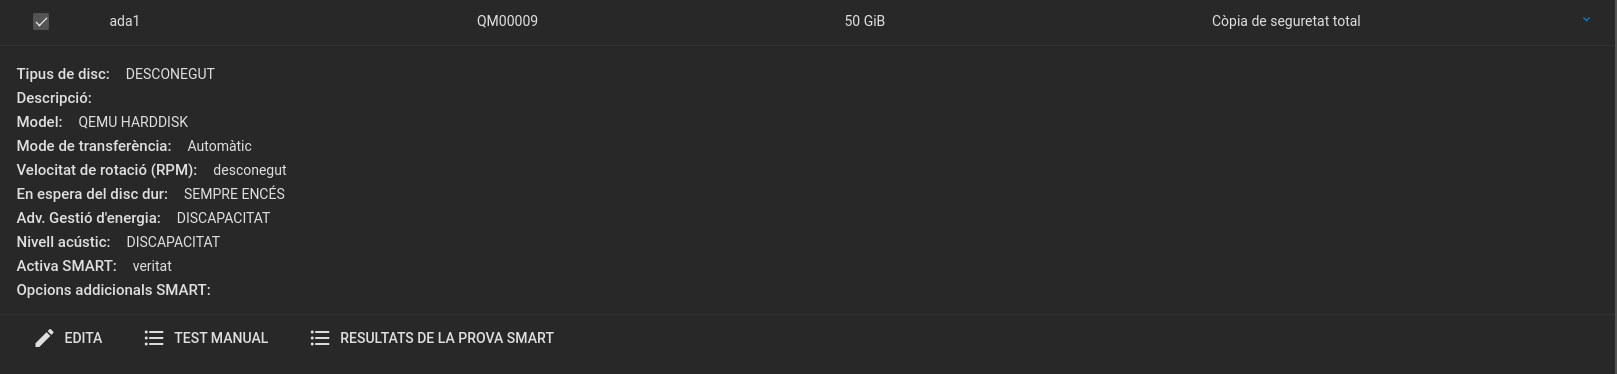 ada1 QM00009 50 GiB Còpia de seguretat total
Tipus de disc: DESCONEGUT
Descripció:
Model: QEMU HARDDISK
Mode de transferència: Automàtic
Velocitat de rotació (RPM): desconegut
En espera del disc dur: SEMPRE ENCÉS
Adv. Gestió d'energia: DISCAPACITAT
Nivell acústic: DISCAPACITAT
Activa SMART: veritat
Opcions addicionals SMART:
EDITA TEST MANUAL RESULTATS DE LA PROVA SMART